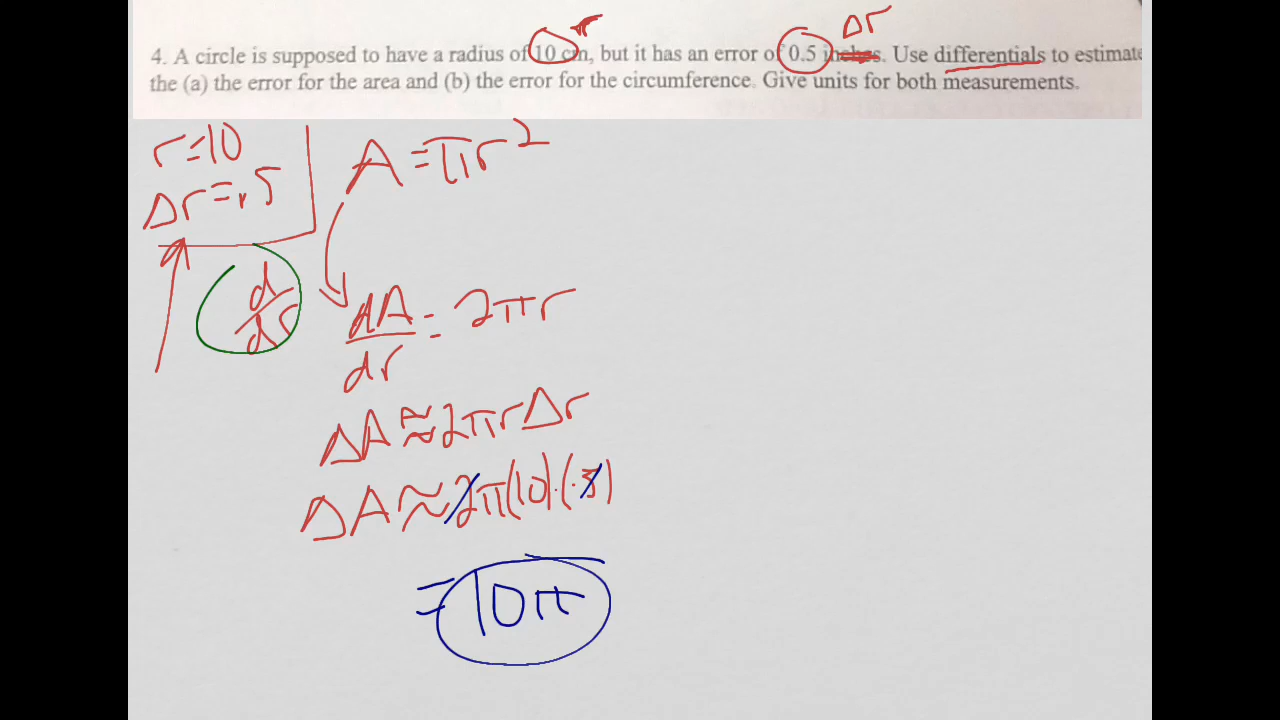 r
Δr
4. A circle is supposed to have a radius of 10 cm, but it has an error of 0.5 inches. Use differentials to estimate
the (a) the error for the area and (b) the error for the circumference. Give units for both measurements.
r=10
Δr=.5
A=πr²
d/dr
dA/dr = 2πr
ΔA≈2πrΔr
ΔA≈2π(10)·(.5)
=10π